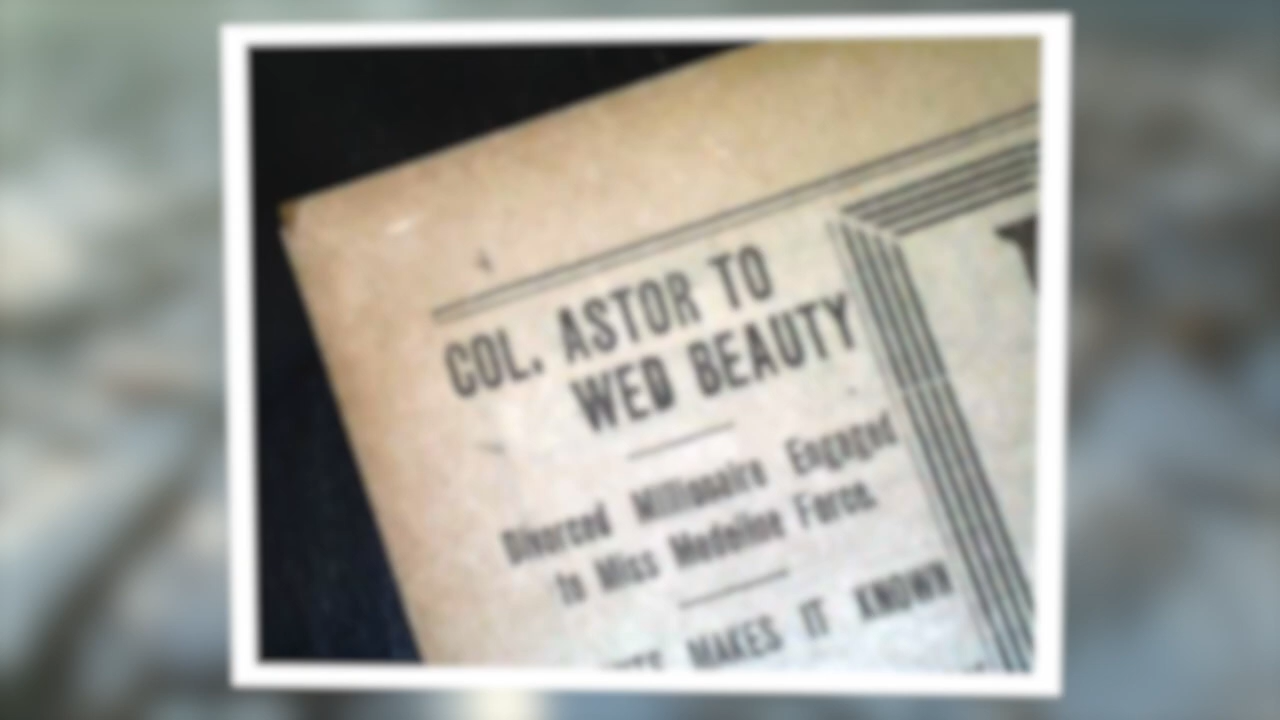 COL. ASTOR TO
WED BEAUTY
Divorced Millionaire Engaged
to Miss Madeline Force.
MAKES IT KNOWN